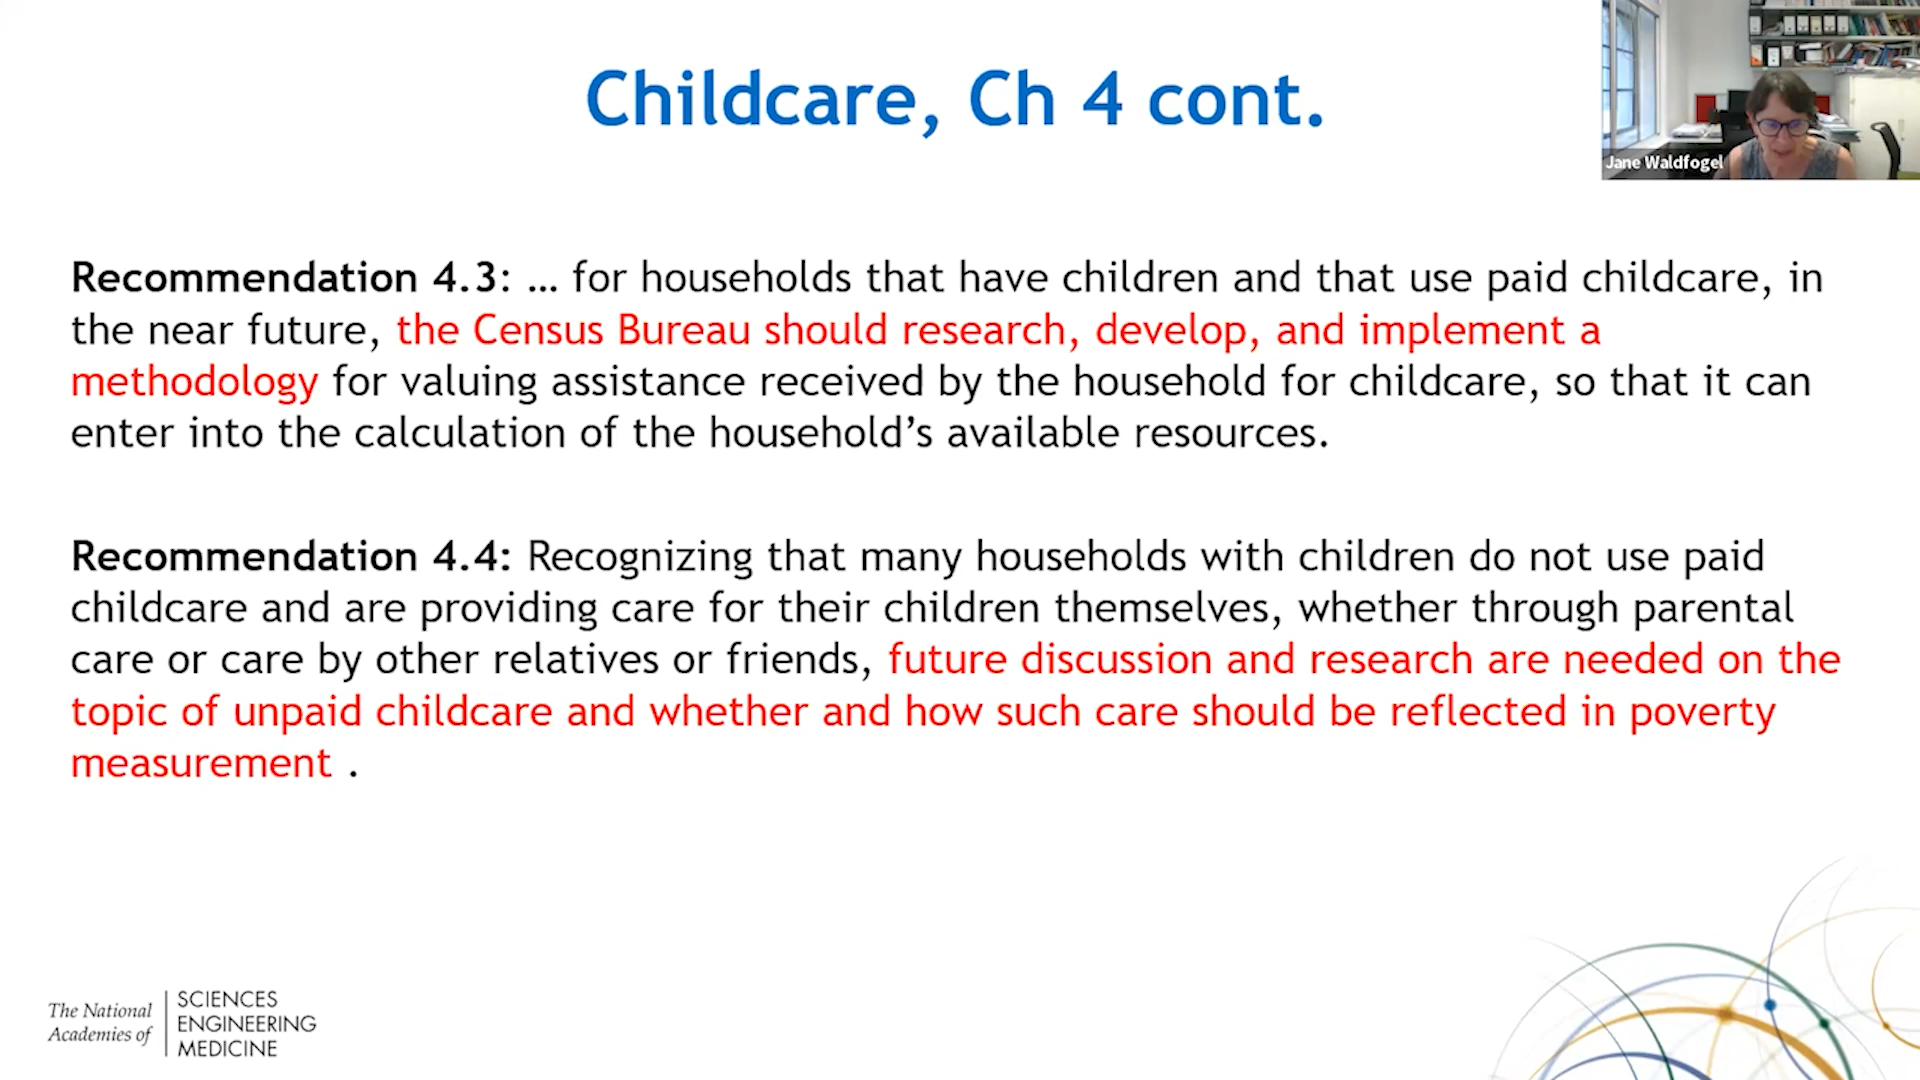 Childcare, Ch 4 cont.
Jane Waldfogel
Recommendation 4.3: ... for households that have children and that use paid childcare, in
the near future, the Census Bureau should research, develop, and implement a
methodology for valuing assistance received by the household for childcare, so that it can
enter into the calculation of the household’s available resources.
Recommendation 4.4: Recognizing that many households with children do not use paid
childcare and are providing care for their children themselves, whether through parental
care or care by other relatives or friends, future discussion and research are needed on the
topic of unpaid childcare and whether and how such care should be reflected in poverty
measurement .
The National
Academies of
SCIENCES
ENGINEERING
MEDICINE